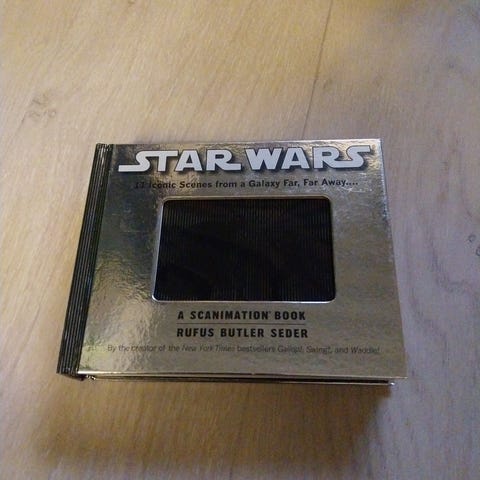 STAR WARS
11 Iconic Scenes from a Galaxy Far, Far Away....
A SCANIMATION® BOOK
RUFUS BUTLER SEDER
By the creator of the New York Times bestsellers Gallop!, Swing!, and Waddle!